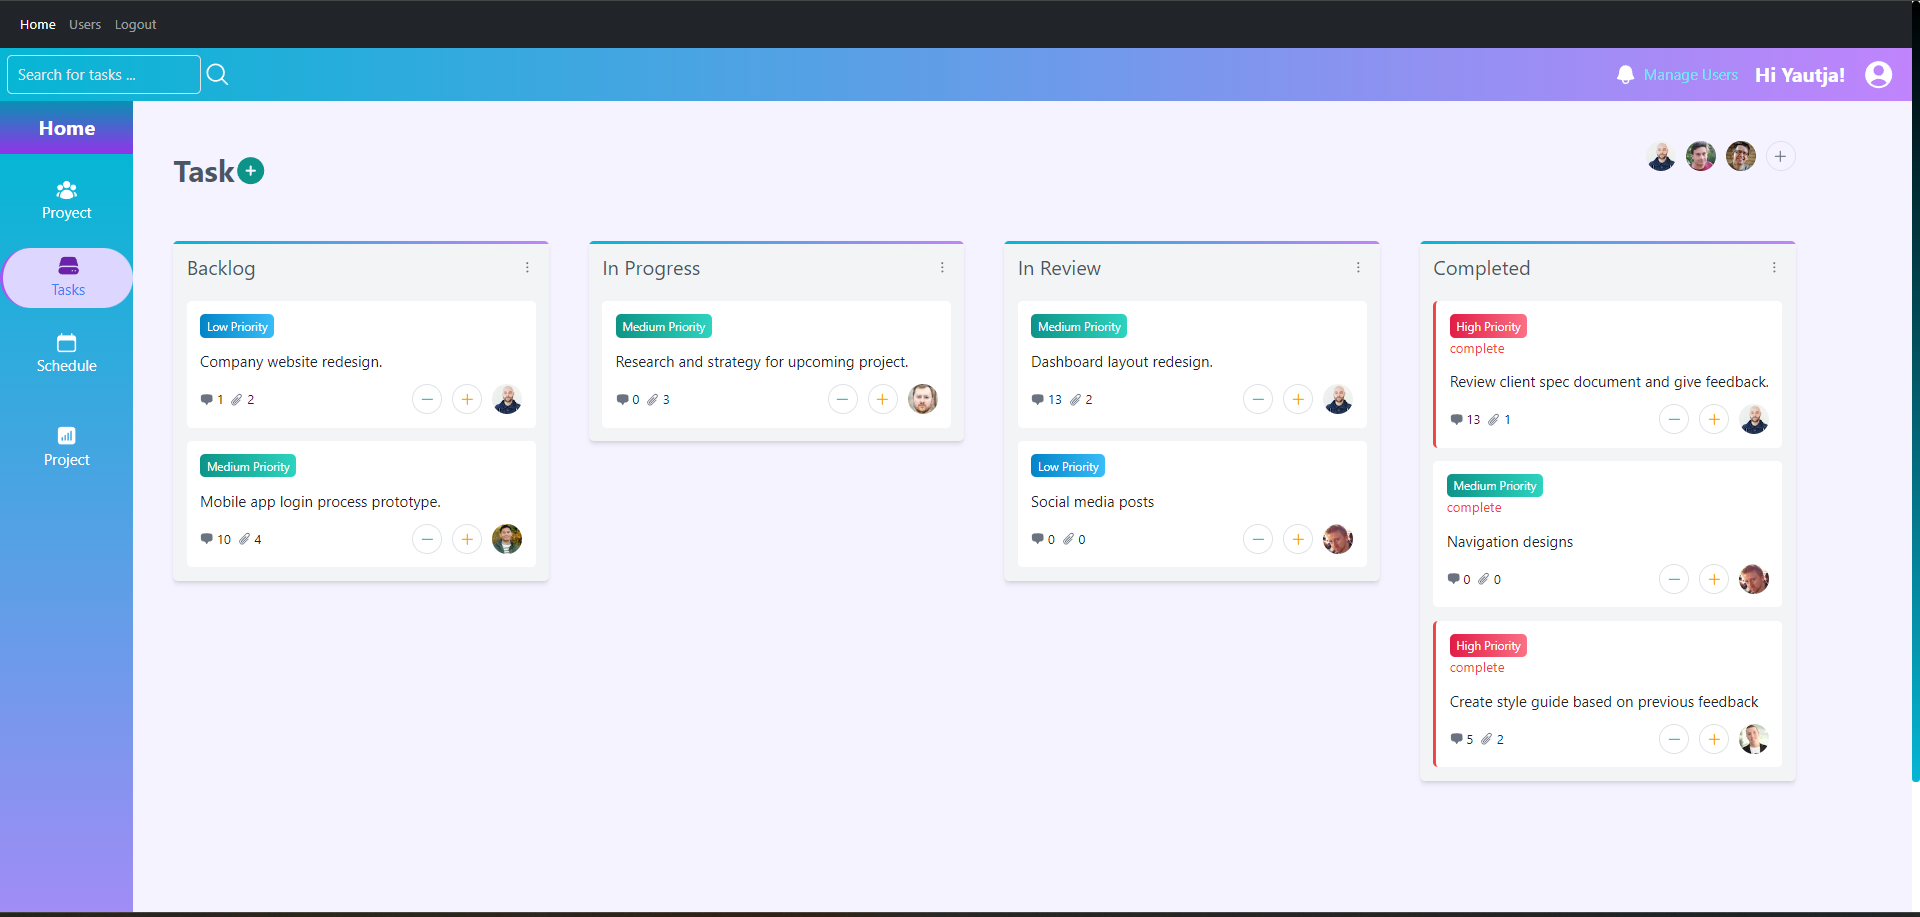 Home Users Logout
Search for tasks ...
Manage Users Hi Yautja!
Home
Proyect
Tasks
Schedule
Project
Task
Backlog
Low Priority
Company website redesign.
1 2
Medium Priority
Mobile app login process prototype.
10 4
In Progress
Medium Priority
Research and strategy for upcoming project.
0 3
In Review
Medium Priority
Dashboard layout redesign.
13 2
Low Priority
Social media posts
0 0
Completed
High Priority
complete
Review client spec document and give feedback.
13 1
Medium Priority
complete
Navigation designs
0 0
High Priority
complete
Create style guide based on previous feedback
5 2